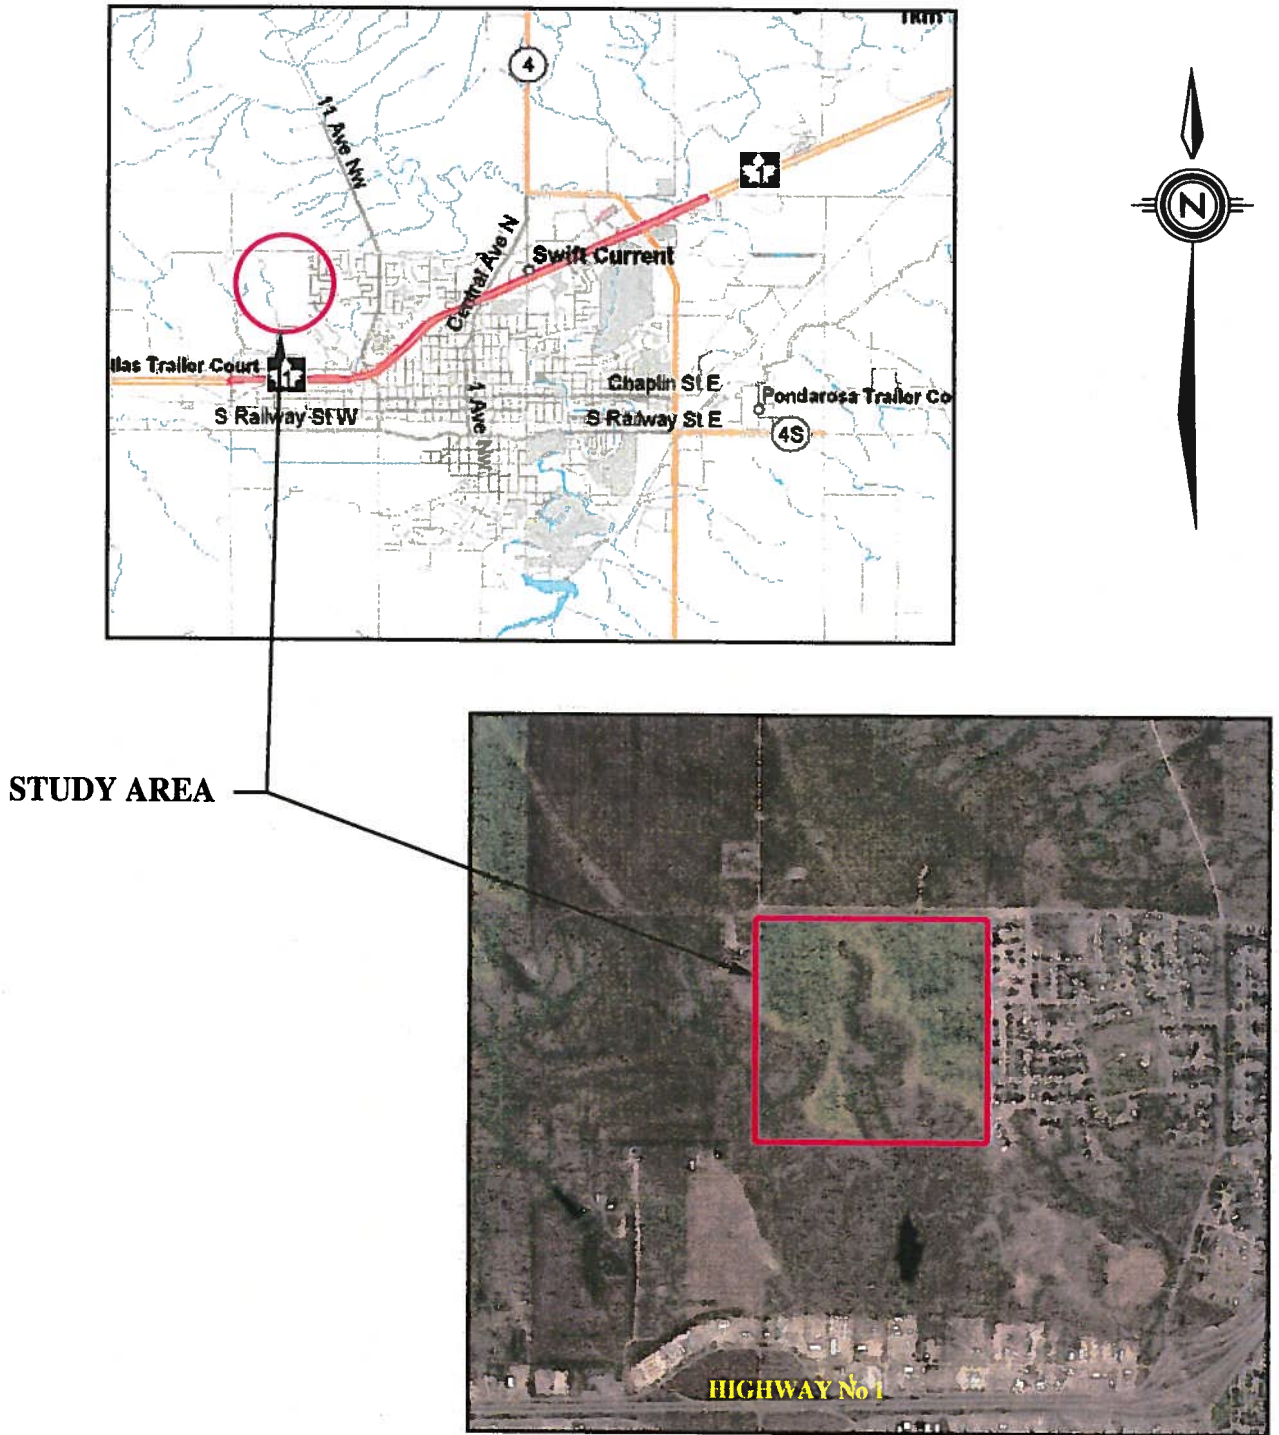 1km
4
11 Ave Nw
1
Central Ave N
Swift Current
llas Trailer Court
1
Chaplin St E
Pondarosa Trailer Co
S Railway St W
1 Ave Nw
S Railway St E
4S
N
STUDY AREA
HIGHWAY No 1